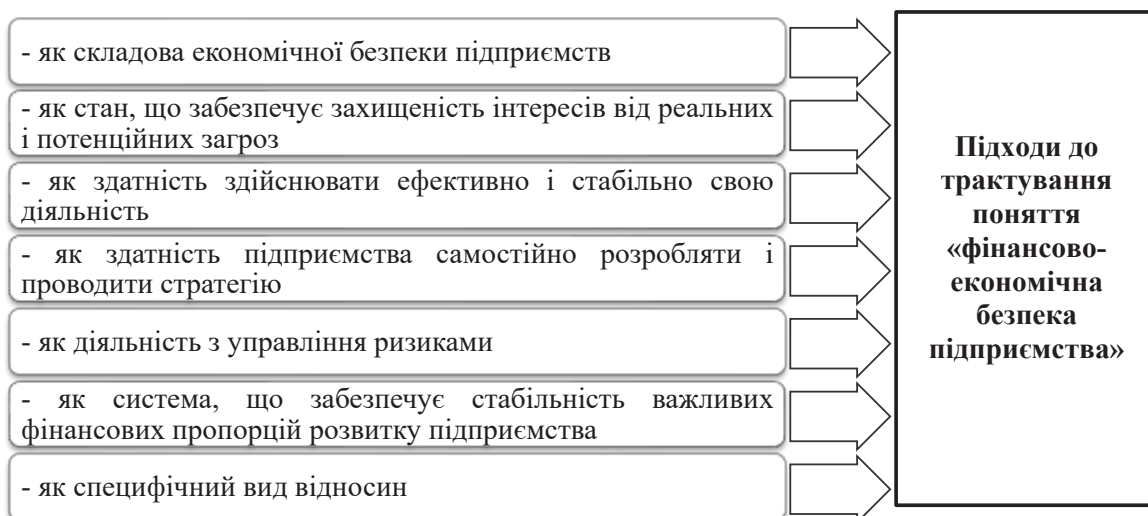 - як складова економічної безпеки підприємств
- як стан, що забезпечує захищеність інтересів від реальних
і потенційних загроз
- як здатність здійснювати ефективно і стабільно свою
діяльність
- як здатність підприємства самостійно розробляти і
проводити стратегію
- як діяльність з управління ризиками
- як система, що забезпечує стабільність важливих
фінансових пропорцій розвитку підприємства
- як специфічний вид відносин
Підходи до
трактування
поняття
«фінансово-
економічна
безпека
підприємства»